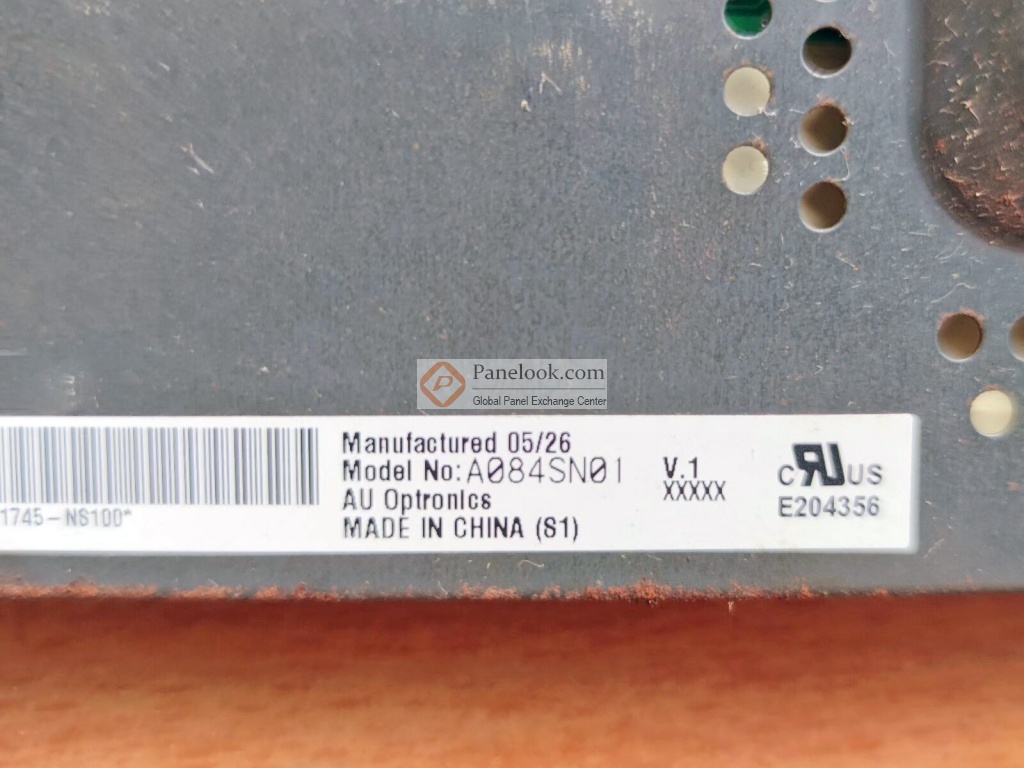 Panelook.com
Global Panel Exchange Center
Manufactured 05/26
Model No: A084SN01 V.1
XXXXX
AU Optronics
MADE IN CHINA (S1)
1745-NS100*
C RU US
E204356